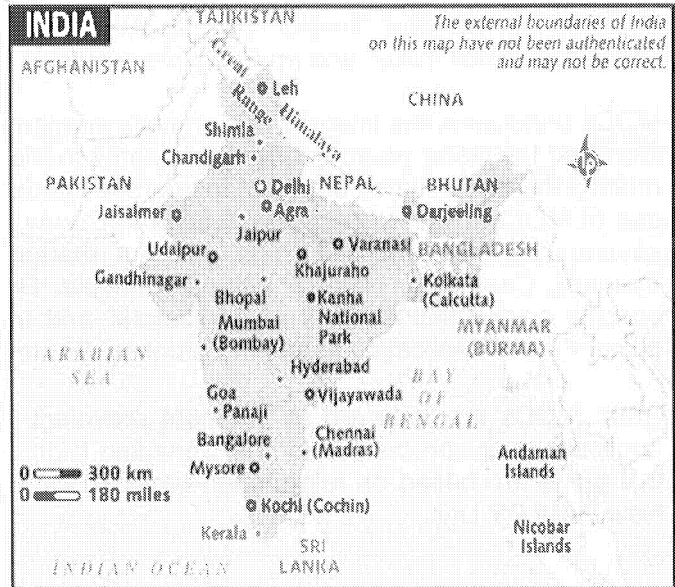 INDIA
TAJIKISTAN
The external boundaries of India
on this map have not been authenticated
and may not be correct.
AFGHANISTAN
Great
Range
Himalaya
Leh
CHINA
Shimla
Chandigarh
PAKISTAN
Delhi
NEPAL
BHUTAN
Jaisalmer
Agra
Darjeeling
Jaipur
Udaipur
Varanasi
BANGLADESH
Khajuraho
Gandhinagar
Kolkata
(Calcutta)
Bhopal
Kanha
National
Park
Mumbai
(Bombay)
MYANMAR
(BURMA)
ARABIAN
SEA
Hyderabad
BAY
OF
BENGAL
Goa
Panaji
Vijayawada
Bangalore
Chennai
(Madras)
Mysore
Andaman
Islands
0 300 km
0 180 miles
Kochi (Cochin)
Kerala
Nicobar
Islands
SRI
LANKA
INDIAN OCEAN